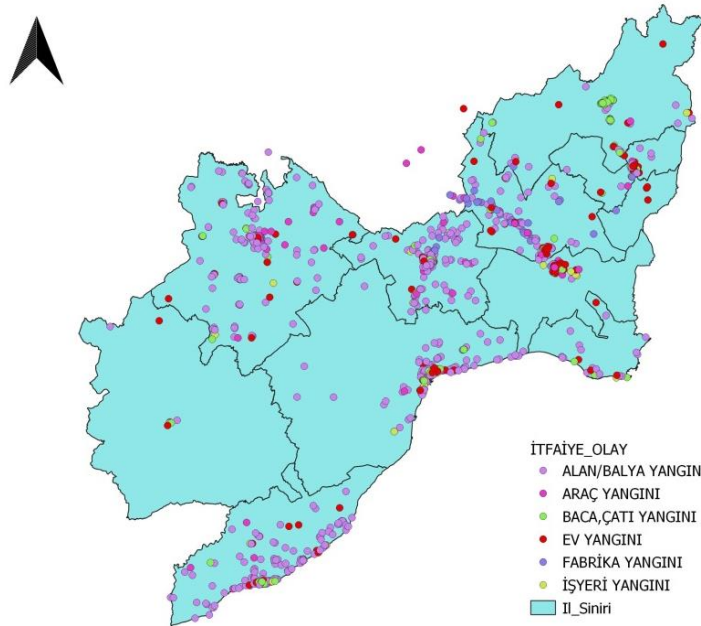 İTFAİYE_OLAY
ALAN/BALYA YANGIN
ARAÇ YANGINI
BACA,ÇATI YANGINI
EV YANGINI
FABRİKA YANGINI
İŞYERİ YANGINI
Il_Siniri